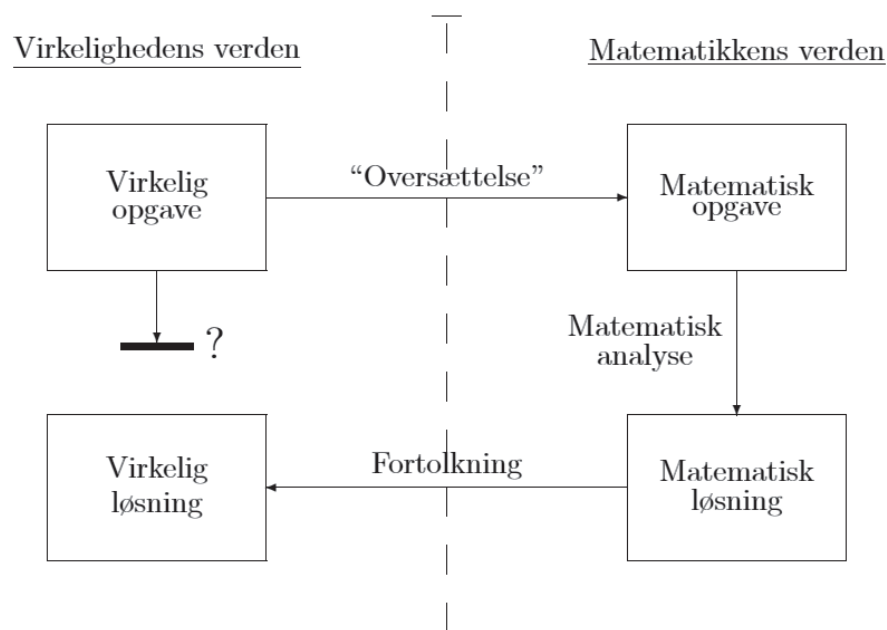 Virkelighedens verden
Matematikkens verden
Virkelig
opgave
“Oversættelse”
Matematisk
opgave
?
Matematisk
analyse
Virkelig
løsning
Fortolkning
Matematisk
løsning